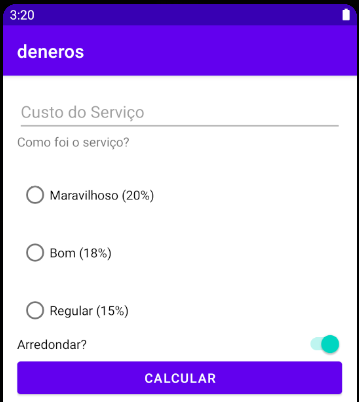 3:20
deneros
Custo do Serviço
Como foi o serviço?
Maravilhoso (20%)
Bom (18%)
Regular (15%)
Arredondar?
CALCULAR